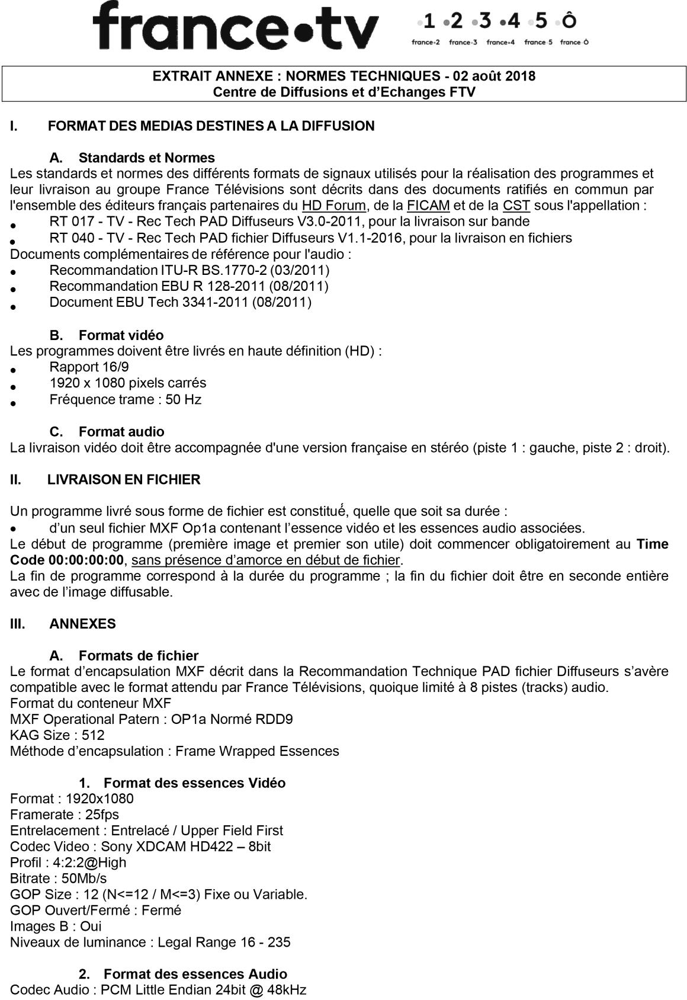 france•tv
•1 •2 •3 •4 •5 •Ô
france•2 france•3 france•4 france•5 france•Ô
EXTRAIT ANNEXE : NORMES TECHNIQUES - 02 août 2018
Centre de Diffusions et d’Echanges FTV
I. FORMAT DES MEDIAS DESTINES A LA DIFFUSION
A. Standards et Normes
Les standards et normes des différents formats de signaux utilisés pour la réalisation des programmes et
leur livraison au groupe France Télévisions sont décrits dans des documents ratifiés en commun par
l'ensemble des éditeurs français partenaires du HD Forum, de la FICAM et de la CST sous l'appellation :
• RT 017 - TV - Rec Tech PAD Diffuseurs V3.0-2011, pour la livraison sur bande
• RT 040 - TV - Rec Tech PAD fichier Diffuseurs V1.1-2016, pour la livraison en fichiers
Documents complémentaires de référence pour l'audio :
• Recommandation ITU-R BS.1770-2 (03/2011)
• Recommandation EBU R 128-2011 (08/2011)
• Document EBU Tech 3341-2011 (08/2011)
B. Format vidéo
Les programmes doivent être livrés en haute définition (HD) :
• Rapport 16/9
• 1920 x 1080 pixels carrés
• Fréquence trame : 50 Hz
C. Format audio
La livraison vidéo doit être accompagnée d'une version française en stéréo (piste 1 : gauche, piste 2 : droit).
II. LIVRAISON EN FICHIER
Un programme livré sous forme de fichier est constitué, quelle que soit sa durée :
• d’un seul fichier MXF Op1a contenant l’essence vidéo et les essences audio associées.
Le début de programme (première image et premier son utile) doit commencer obligatoirement au Time
Code 00:00:00:00, sans présence d’amorce en début de fichier.
La fin de programme correspond à la durée du programme ; la fin du fichier doit être en seconde entière
avec de l’image diffusable.
III. ANNEXES
A. Formats de fichier
Le format d’encapsulation MXF décrit dans la Recommandation Technique PAD fichier Diffuseurs s’avère
compatible avec le format attendu par France Télévisions, quoique limité à 8 pistes (tracks) audio.
Format du conteneur MXF
MXF Operational Patern : OP1a Normé RDD9
KAG Size : 512
Méthode d’encapsulation : Frame Wrapped Essences
1. Format des essences Vidéo
Format : 1920x1080
Framerate : 25fps
Entrelacement : Entrelacé / Upper Field First
Codec Video : Sony XDCAM HD422 – 8bit
Profil : 4:2:2@High
Bitrate : 50Mb/s
GOP Size : 12 (N<=12 / M<=3) Fixe ou Variable.
GOP Ouvert/Fermé : Fermé
Images B : Oui
Niveaux de luminance : Legal Range 16 - 235
2. Format des essences Audio
Codec Audio : PCM Little Endian 24bit @ 48kHz